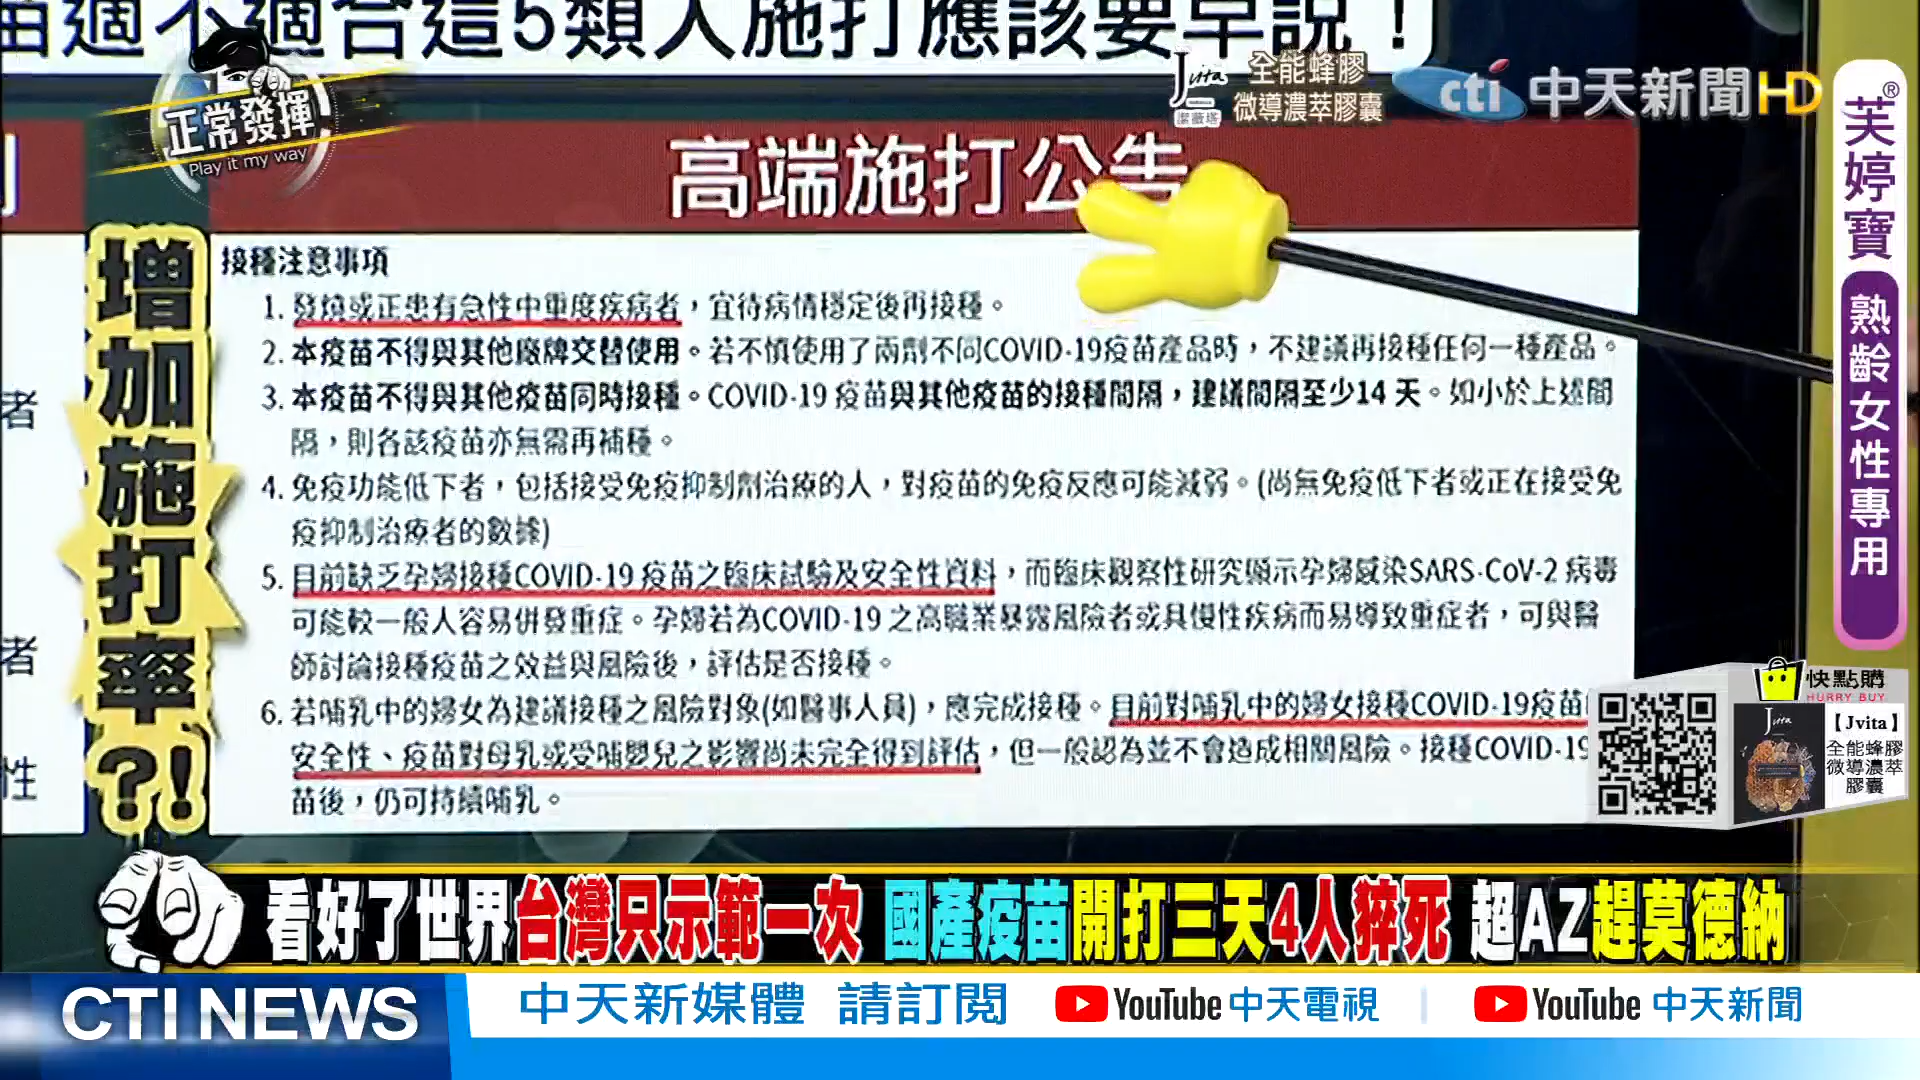 苗適不適合這5類人施打應該要早說！
正常發揮
Play it my way
Jvita
潔薇塔
全能蜂膠
微導濃萃膠囊
cti 中天新聞HD
芙婷寶®
熟齡女性專用
高端施打公告
增加施打率?!
者
者
性
接種注意事項
1. 發燒或正患有急性中重度疾病者，宜待病情穩定後再接種。
2. 本疫苗不得與其他廠牌交替使用。若不慎使用了兩劑不同COVID-19疫苗產品時，不建議再接種任何一種產品。
3. 本疫苗不得與其他疫苗同時接種。COVID-19 疫苗與其他疫苗的接種間隔，建議間隔至少14 天。如小於上述間
隔，則各該疫苗亦無需再補種。
4. 免疫功能低下者，包括接受免疫抑制劑治療的人，對疫苗的免疫反應可能減弱。(尚無免疫低下者或正在接受免
疫抑制治療者的數據)
5. 目前缺乏孕婦接種COVID-19 疫苗之臨床試驗及安全性資料，而臨床觀察性研究顯示孕婦感染SARS-CoV-2 病毒
可能較一般人容易併發重症。孕婦若為COVID-19 之高職業暴露風險者或具慢性疾病而易導致重症者，可與醫
師討論接種疫苗之效益與風險後，評估是否接種。
6. 若哺乳中的婦女為建議接種之風險對象(如醫事人員)，應完成接種。目前對哺乳中的婦女接種COVID-19疫苗
安全性、疫苗對母乳或受哺嬰兒之影響尚未完全得到評估，但一般認為並不會造成相關風險。接種COVID-19
苗後，仍可持續哺乳。
快點購
HURRY BUY
Jvita
【Jvita】
全能蜂膠
微導濃萃
膠囊
看好了世界台灣只示範一次 國產疫苗開打三天4人猝死 超AZ趕莫德納
CTI NEWS
中天新媒體 請訂閱 YouTube 中天電視 | YouTube 中天新聞